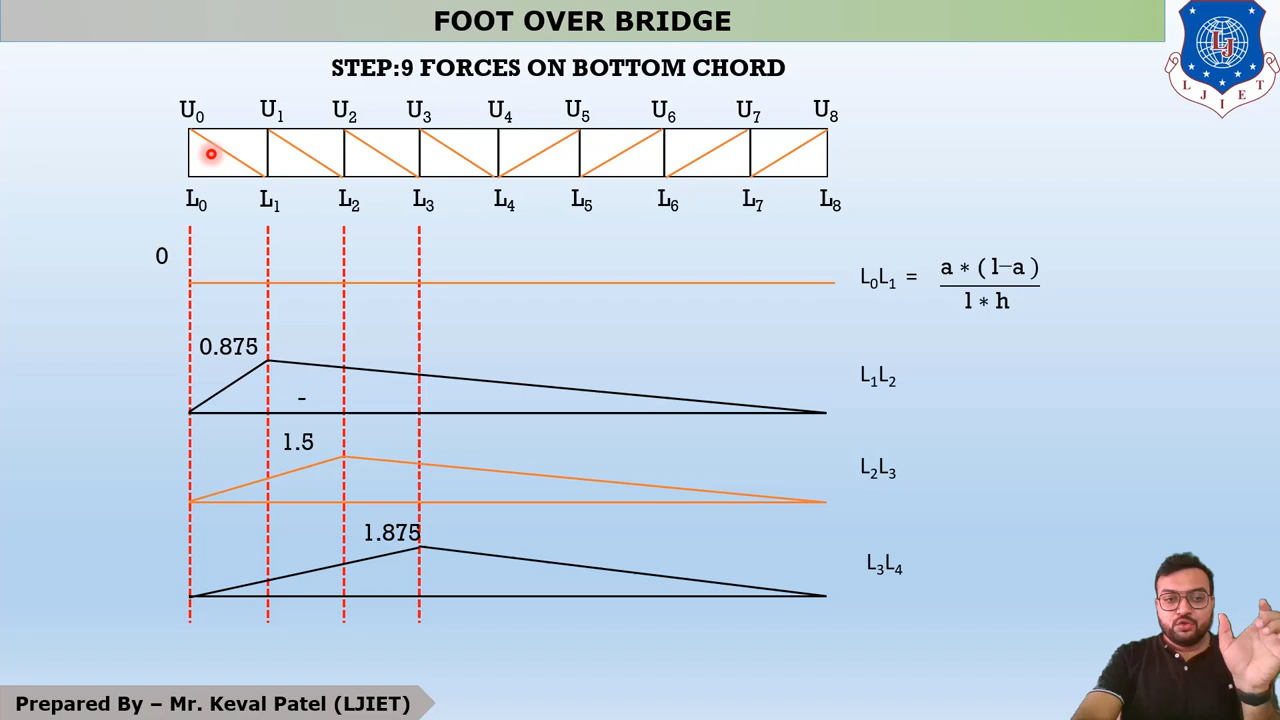 FOOT OVER BRIDGE
LJ
L J I E T
STEP:9 FORCES ON BOTTOM CHORD
U₀ U₁ U₂ U₃ U₄ U₅ U₆ U₇ U₈
L₀ L₁ L₂ L₃ L₄ L₅ L₆ L₇ L₈
0
L₀L₁ = a∗(l−a) / l∗h
0.875
L₁L₂
-
1.5
L₂L₃
1.875
L₃L₄
Prepared By – Mr. Keval Patel (LJIET)